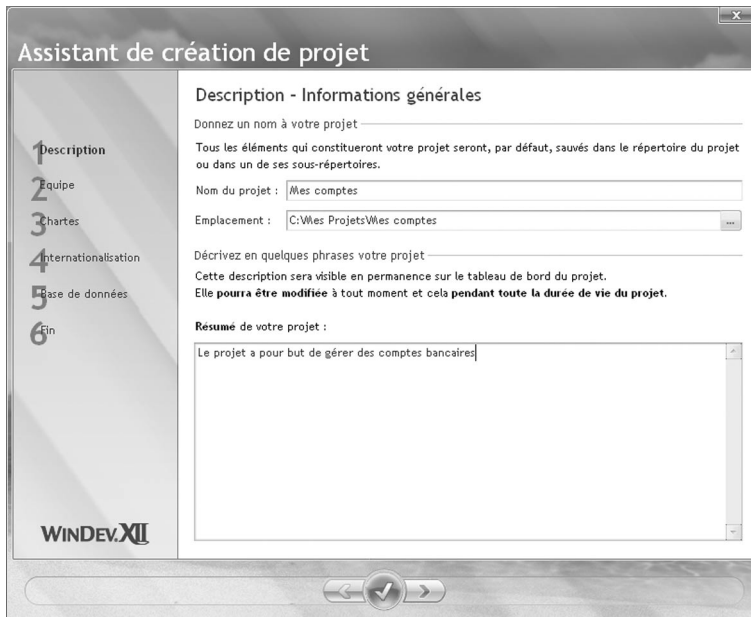 X
Assistant de création de projet
Description - Informations générales
Donnez un nom à votre projet
Tous les éléments qui constitueront votre projet seront, par défaut, sauvés dans le répertoire du projet
ou dans un de ses sous-répertoires.
Nom du projet : Mes comptes
Emplacement : C:\Mes Projets\Mes comptes ...
Décrivez en quelques phrases votre projet
Cette description sera visible en permanence sur le tableau de bord du projet.
Elle pourra être modifiée à tout moment et cela pendant toute la durée de vie du projet.
Résumé de votre projet :
Le projet a pour but de gérer des comptes bancaires
1 Description
2 Equipe
3 Chartes
4 Internationalisation
5 Base de données
6 Fin
WINDEV.XII